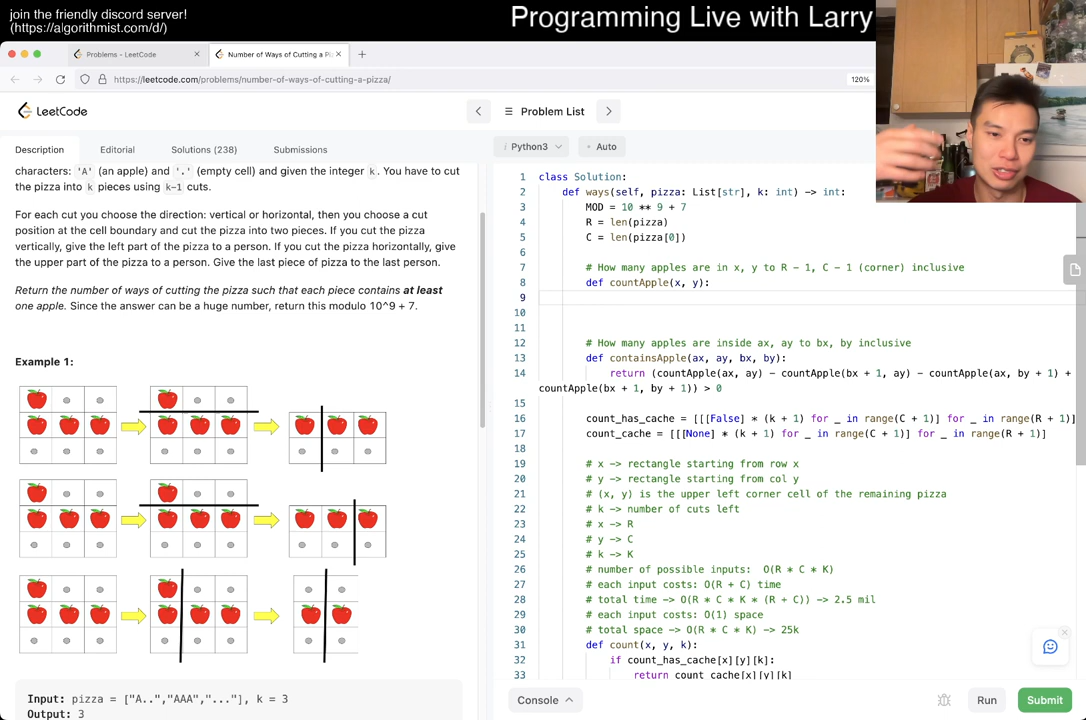 join the friendly discord server!
(https://algorithmist.com/d/)
Programming Live with Larry
Problems - LeetCode
Number of Ways of Cutting a Pi
https://leetcode.com/problems/number-of-ways-of-cutting-a-pizza/
120%
LeetCode
Problem List
Description
Editorial
Solutions (238)
Submissions
characters: 'A' (an apple) and '.' (empty cell) and given the integer k. You have to cut
the pizza into k pieces using k-1 cuts.
For each cut you choose the direction: vertical or horizontal, then you choose a cut
position at the cell boundary and cut the pizza into two pieces. If you cut the pizza
vertically, give the left part of the pizza to a person. If you cut the pizza horizontally, give
the upper part of the pizza to a person. Give the last piece of pizza to the last person.
Return the number of ways of cutting the pizza such that each piece contains at least
one apple. Since the answer can be a huge number, return this modulo 10^9 + 7.
Example 1:
Input: pizza = ["A..","AAA","..."], k = 3
Output: 3
i Python3
Auto
1 class Solution:
2 def ways(self, pizza: List[str], k: int) -> int:
3 MOD = 10 ** 9 + 7
4 R = len(pizza)
5 C = len(pizza[0])
6
7 # How many apples are in x, y to R - 1, C - 1 (corner) inclusive
8 def countApple(x, y):
9
10
11
12 # How many apples are inside ax, ay to bx, by inclusive
13 def containsApple(ax, ay, bx, by):
14 return (countApple(ax, ay) - countApple(bx + 1, ay) - countApple(ax, by + 1) +
countApple(bx + 1, by + 1)) > 0
15
16 count_has_cache = [[[False] * (k + 1) for _ in range(C + 1)] for _ in range(R + 1)]
17 count_cache = [[[None] * (k + 1) for _ in range(C + 1)] for _ in range(R + 1)]
18
19 # x -> rectangle starting from row x
20 # y -> rectangle starting from col y
21 # (x, y) is the upper left corner cell of the remaining pizza
22 # k -> number of cuts left
23 # x -> R
24 # y -> C
25 # k -> K
26 # number of possible inputs: O(R * C * K)
27 # each input costs: O(R + C) time
28 # total time -> O(R * C * K * (R + C)) -> 2.5 mil
29 # each input costs: O(1) space
30 # total space -> O(R * C * K) -> 25k
31 def count(x, y, k):
32 if count_has_cache[x][y][k]:
33 return count_cache[x][y][k]
Console
Run
Submit